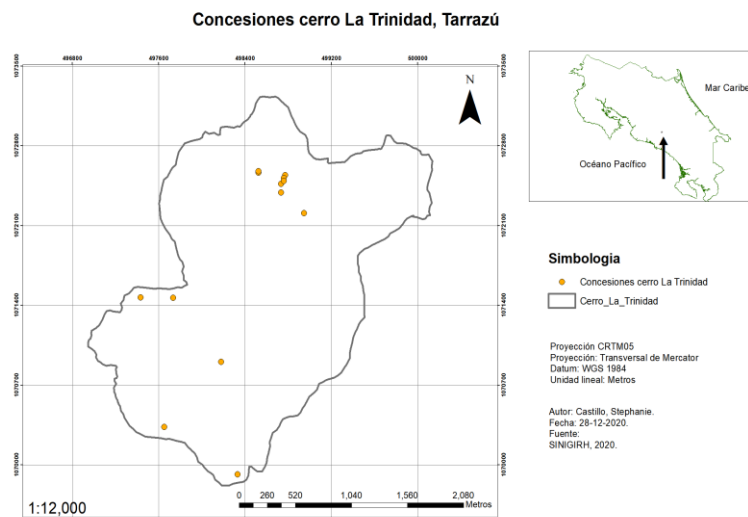 Concesiones cerro La Trinidad, Tarrazú
496800 497600 498400 499200 500000
1073500
1072800
1072100
1071400
1070700
1070000
N
Mar Caribe
Océano Pacífico
Simbologia
Concesiones cerro La Trinidad
Cerro_La_Trinidad
Proyección CRTM05
Proyección: Transversal de Mercator
Datum: WGS 1984
Unidad lineal: Metros
Autor: Castillo, Stephanie.
Fecha: 28-12-2020.
Fuente:
SINIGIRH, 2020.
0 260 520 1,040 1,560 2,080
Metros
1:12,000